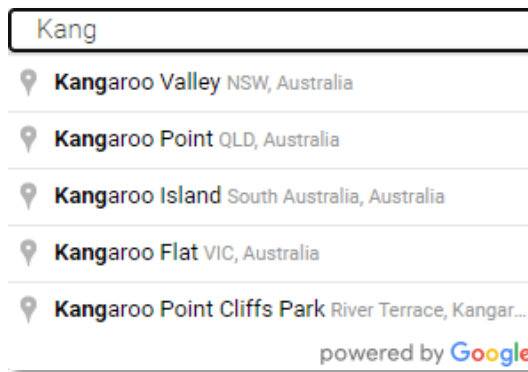 Kang
Kangaroo Valley NSW, Australia
Kangaroo Point QLD, Australia
Kangaroo Island South Australia, Australia
Kangaroo Flat VIC, Australia
Kangaroo Point Cliffs Park River Terrace, Kangar...
powered by Google